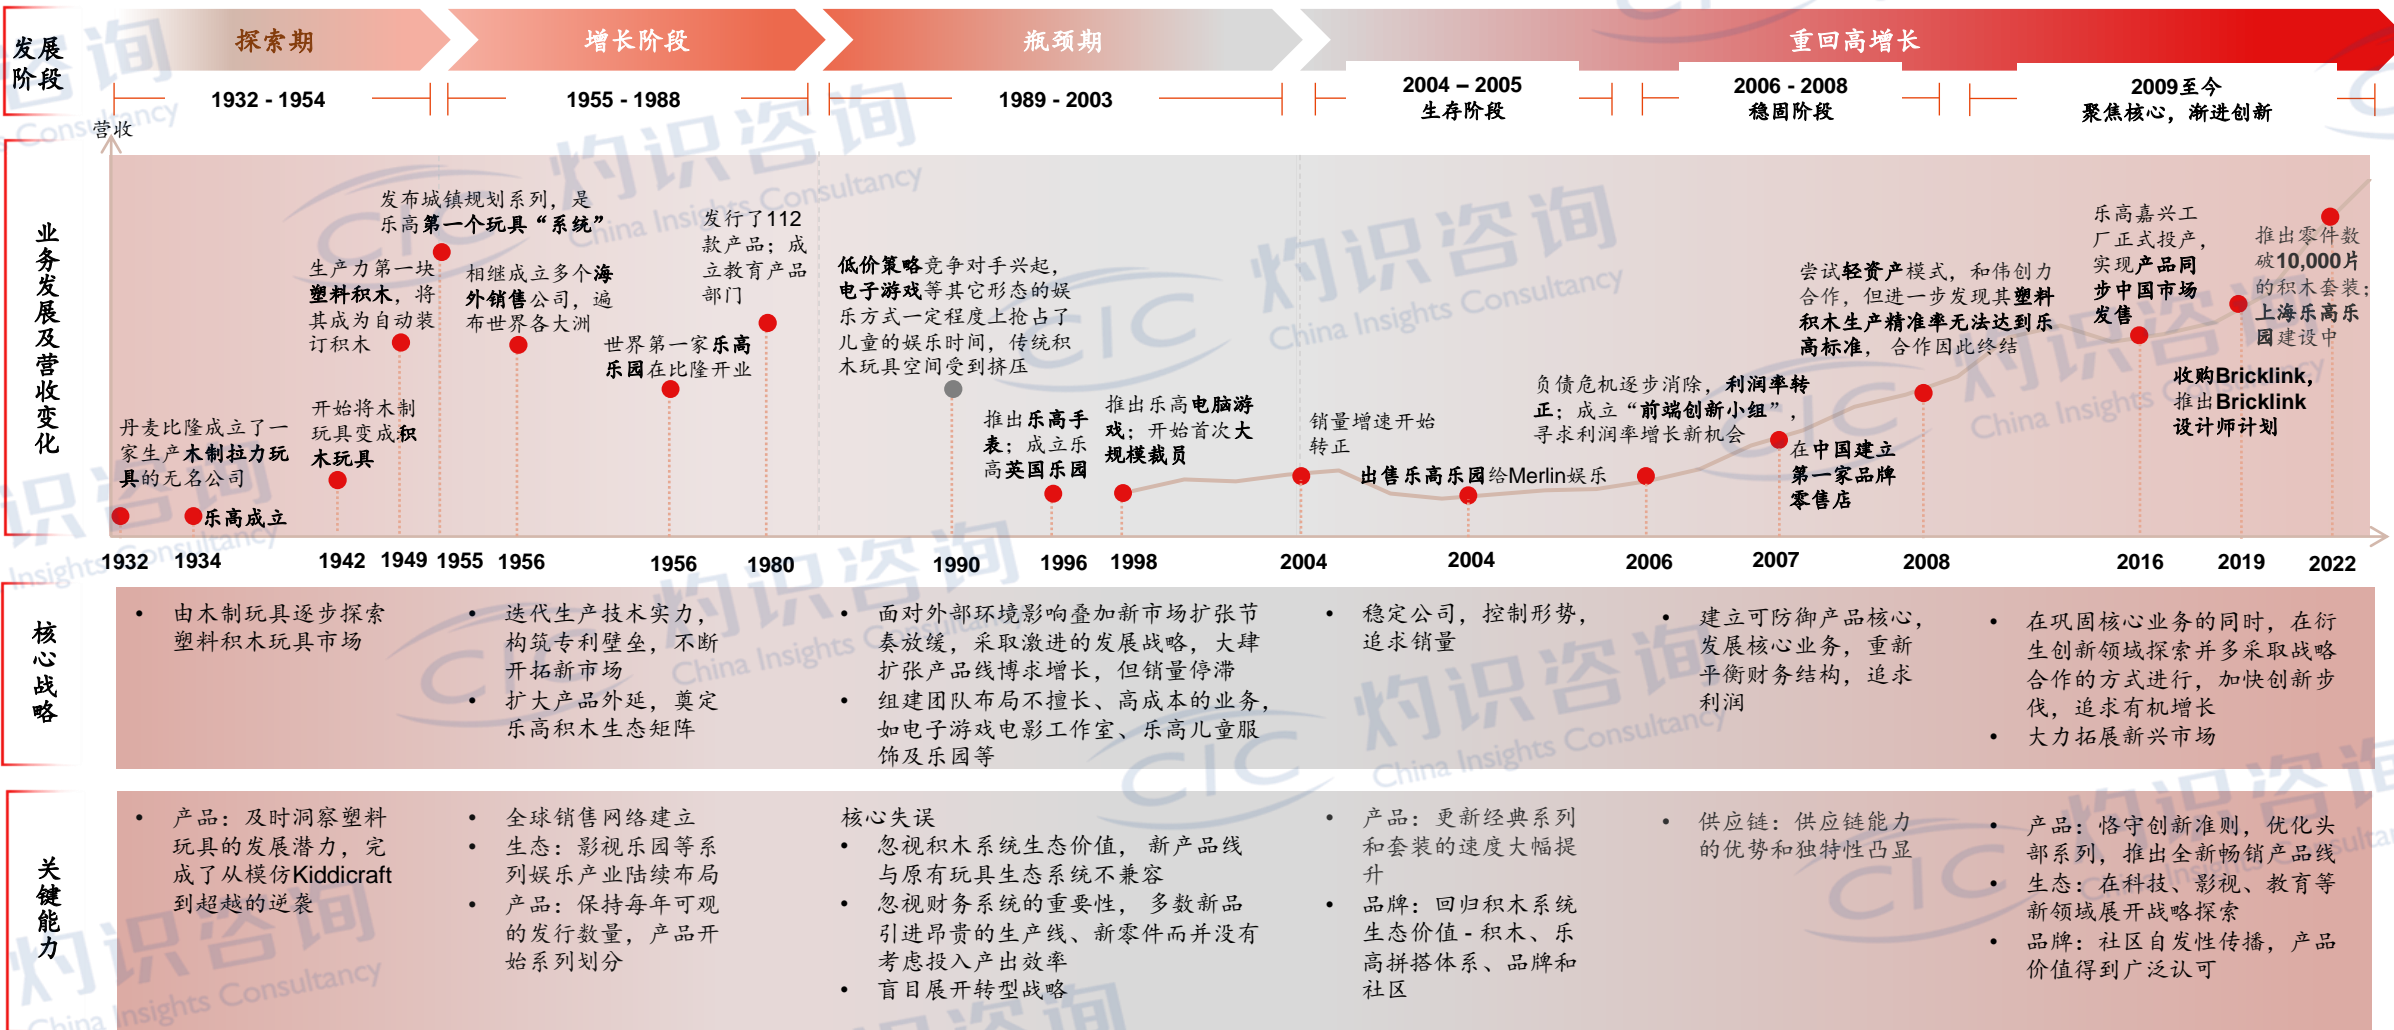 发展
阶段
探索期
增长阶段
瓶颈期
重回高增长
1932 - 1954
1955 - 1988
1989 - 2003
2004 – 2005
生存阶段
2006 - 2008
稳固阶段
2009至今
聚焦核心，渐进创新
营收
业务发展及营收变化
丹麦比隆成立了一
家生产木制拉力玩
具的无名公司
乐高成立
开始将木制
玩具变成积
木玩具
生产力第一块
塑料积木，将
其成为自动装
订积木
发布城镇规划系列，是
乐高第一个玩具“系统”
相继成立多个海
外销售公司，遍
布世界各大洲
世界第一家乐高
乐园在比隆开业
发行了112
款产品；成
立教育产品
部门
低价策略竞争对手兴起，
电子游戏等其它形态的娱
乐方式一定程度上抢占了
儿童的娱乐时间，传统积
木玩具空间受到挤压
推出乐高手
表；成立乐
高英国乐园
推出乐高电脑游
戏；开始首次大
规模裁员
销量增速开始
转正
出售乐高乐园给Merlin娱乐
负债危机逐步消除，利润率转
正；成立“前端创新小组”，
寻求利润率增长新机会
在中国建立
第一家品牌
零售店
尝试轻资产模式，和伟创力
合作，但进一步发现其塑料
积木生产精准率无法达到乐
高标准，合作因此终结
乐高嘉兴工
厂正式投产，
实现产品同
步中国市场
发售
收购Bricklink，
推出Bricklink
设计师计划
推出零件数
破10,000片
的积木套装；
上海乐高乐
园建设中
1932
1934
1942
1949
1955
1956
1956
1980
1990
1996
1998
2004
2004
2006
2007
2008
2016
2019
2022
核心战略
• 由木制玩具逐步探索
塑料积木玩具市场
• 迭代生产技术实力，
构筑专利壁垒，不断
开拓新市场
• 扩大产品外延，奠定
乐高积木生态矩阵
• 面对外部环境影响叠加新市场扩张节
奏放缓，采取激进的发展战略，大肆
扩张产品线博求增长，但销量停滞
• 组建团队布局不擅长、高成本的业务，
如电子游戏电影工作室、乐高儿童服
饰及乐园等
• 稳定公司，控制形势，
追求销量
• 建立可防御产品核心，
发展核心业务，重新
平衡财务结构，追求
利润
• 在巩固核心业务的同时，在衍
生创新领域探索并多采取战略
合作的方式进行，加快创新步
伐，追求有机增长
• 大力拓展新兴市场
关键能力
• 产品：及时洞察塑料
玩具的发展潜力，完
成了从模仿Kiddicraft
到超越的逆袭
• 全球销售网络建立
• 生态：影视乐园等系
列娱乐产业陆续布局
• 产品：保持每年可观
的发行数量，产品开
始系列划分
核心失误
• 忽视积木系统生态价值，新产品线
与原有玩具生态系统不兼容
• 忽视财务系统的重要性，多数新品
引进昂贵的生产线、新零件而并没有
考虑投入产出效率
• 盲目展开转型战略
• 产品：更新经典系列
和套装的速度大幅提
升
• 品牌：回归积木系统
生态价值 - 积木、乐
高拼搭体系、品牌和
社区
• 供应链：供应链能力
的优势和独特性凸显
• 产品：恪守创新准则，优化头
部系列，推出全新畅销产品线
• 生态：在科技、影视、教育等
新领域展开战略探索
• 品牌：社区自发性传播，产品
价值得到广泛认可
CIC 灼识咨询
China Insights Consultancy